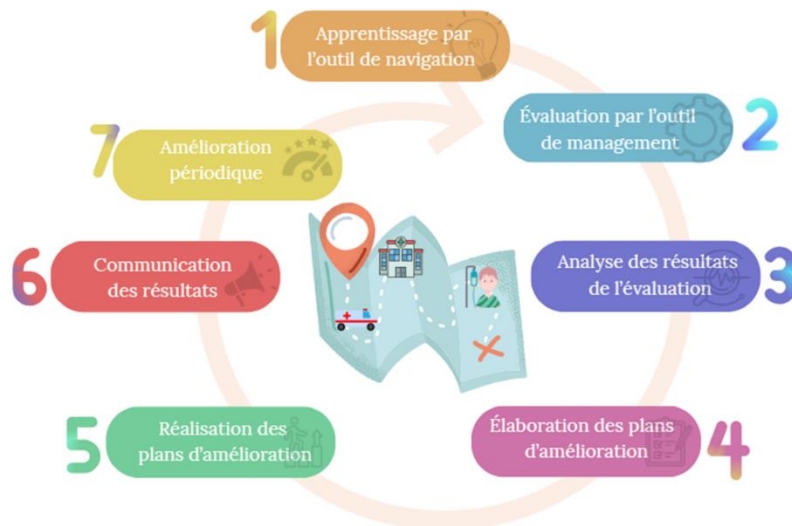 1
Apprentissage par
l'outil de navigation
2
Évaluation par l'outil
de management
3
Analyse des résultats
de l'évaluation
4
Élaboration des plans
d'amélioration
5
Réalisation des
plans d'amélioration
6
Communication
des résultats
7
Amélioration
périodique